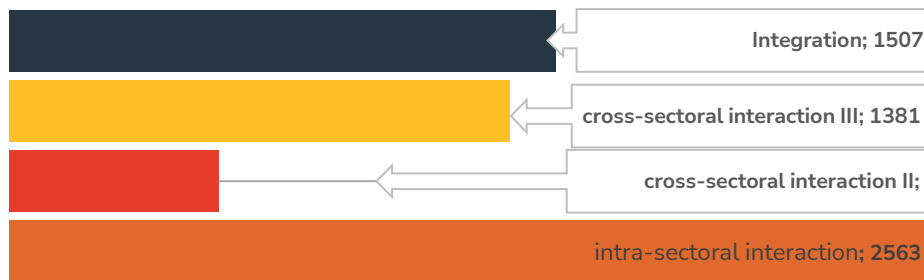 Integration; 1507
cross-sectoral interaction III; 1381
cross-sectoral interaction II;
intra-sectoral interaction; 2563